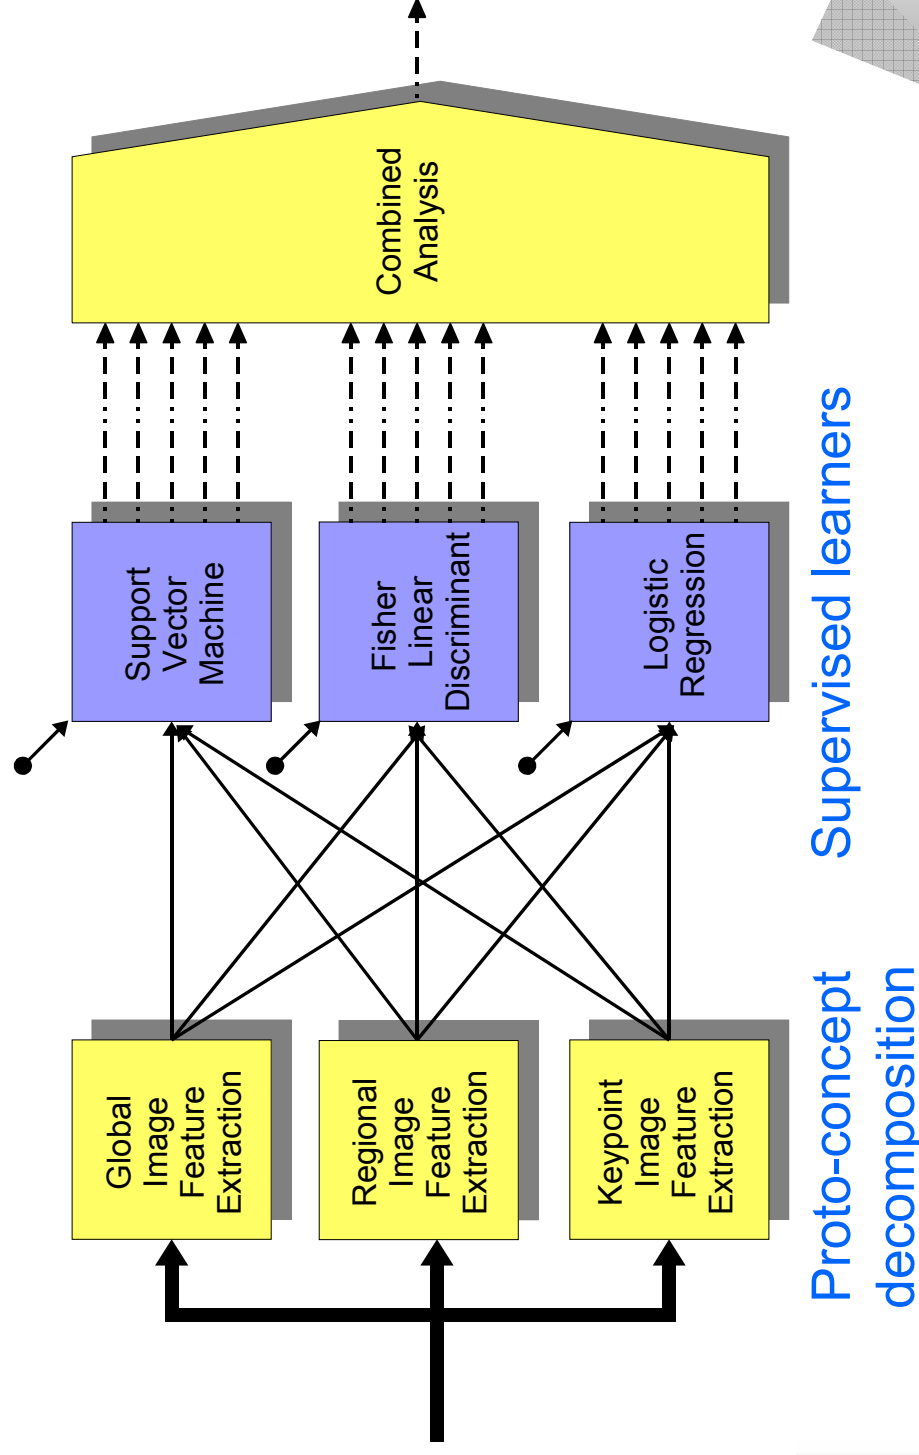 Global
Image
Feature
Extraction
Regional
Image
Feature
Extraction
Keypoint
Image
Feature
Extraction
Proto-concept
decomposition
Support
Vector
Machine
Fisher
Linear
Discriminant
Logistic
Regression
Supervised learners
Combined
Analysis